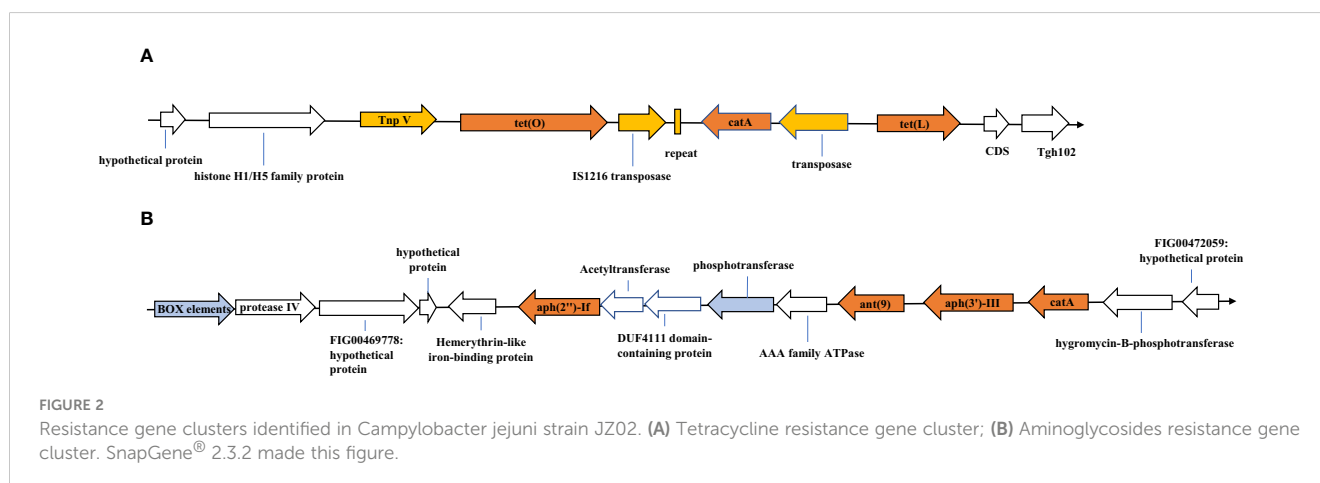 A
Tnp V
tet(O)
catA
tet(L)
hypothetical protein
histone H1/H5 family protein
IS1216 transposase
repeat
transposase
CDS
Tgh102
B
hypothetical
protein
Acetyltransferase
phosphotransferase
FIG00472059:
hypothetical protein
BOX elements
protease IV
aph(2'')-If
ant(9)
aph(3')-III
catA
FIG00469778:
hypothetical
protein
Hemerythrin-like
iron-binding protein
DUF4111 domain-
containing protein
AAA family ATPase
hygromycin-B-phosphotransferase
FIGURE 2
Resistance gene clusters identified in Campylobacter jejuni strain JZ02. (A) Tetracycline resistance gene cluster; (B) Aminoglycosides resistance gene
cluster. SnapGene® 2.3.2 made this figure.